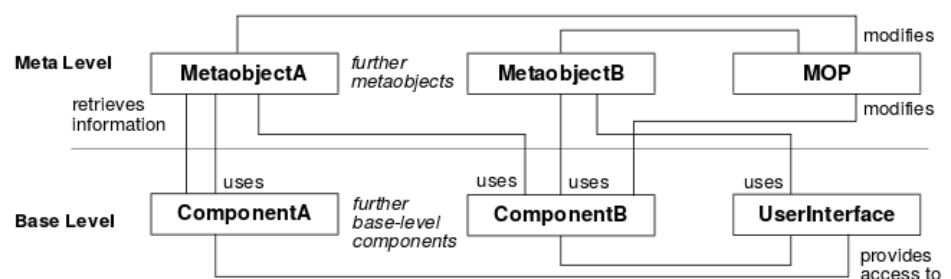 modifies
Meta Level
MetaobjectA
further
metaobjects
MetaobjectB
MOP
retrieves
information
modifies
uses
uses
uses
uses
Base Level
ComponentA
further
base-level
components
ComponentB
UserInterface
provides
access to